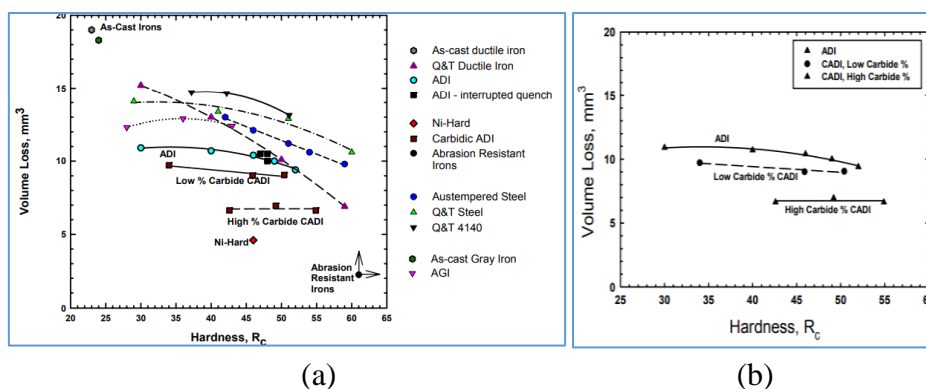 As-Cast Irons
ADI
Low % Carbide CADI
High % Carbide CADI
Ni-Hard
Abrasion
Resistant
Irons
Volume Loss, mm³
20
15
10
5
0
20 25 30 35 40 45 50 55 60 65
Hardness, RC
As-cast ductile iron
Q&T Ductile Iron
ADI
ADI - interrupted quench
Ni-Hard
Carbidic ADI
Abrasion Resistant
Irons
Austempered Steel
Q&T Steel
Q&T 4140
As-cast Gray Iron
AGI
(a)
b)
Volume Loss, mm³
20
15
10
5
0
ADI
CADI, Low Carbide %
CADI, High Carbide %
ADI
Low Carbide % CADI
High Carbide % CADI
25 30 35 40 45 50 55 60
Hardness, RC
(b)